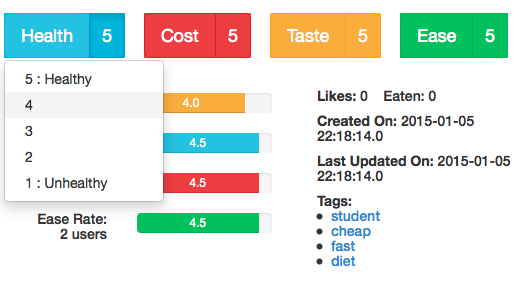 Health 5 Cost 5 Taste 5 Ease 5
5 : Healthy
4
3
2
1 : Unhealthy
4.0
4.5
4.5
Ease Rate: 4.5
2 users
Likes: 0 Eaten: 0
Created On: 2015-01-05
22:18:14.0
Last Updated On: 2015-01-05
22:18:14.0
Tags:
student
cheap
fast
diet